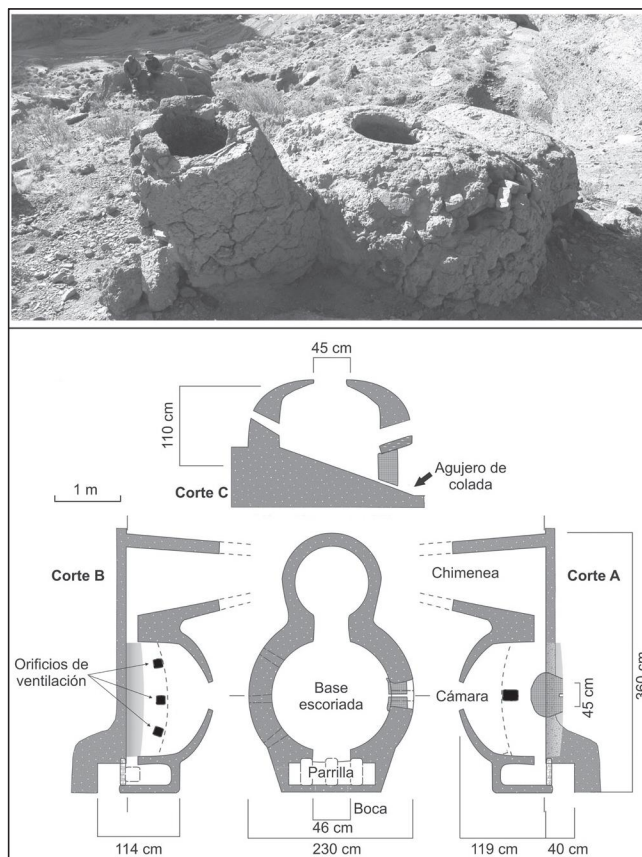 45 cm
110 cm
Agujero de
colada
Corte C
1 m
Corte B
Chimenea
Corte A
Orificios de
ventilación
Base
escoriada
Cámara
45 cm
360 cm
Parrilla
Boca
46 cm
114 cm
230 cm
119 cm
40 cm